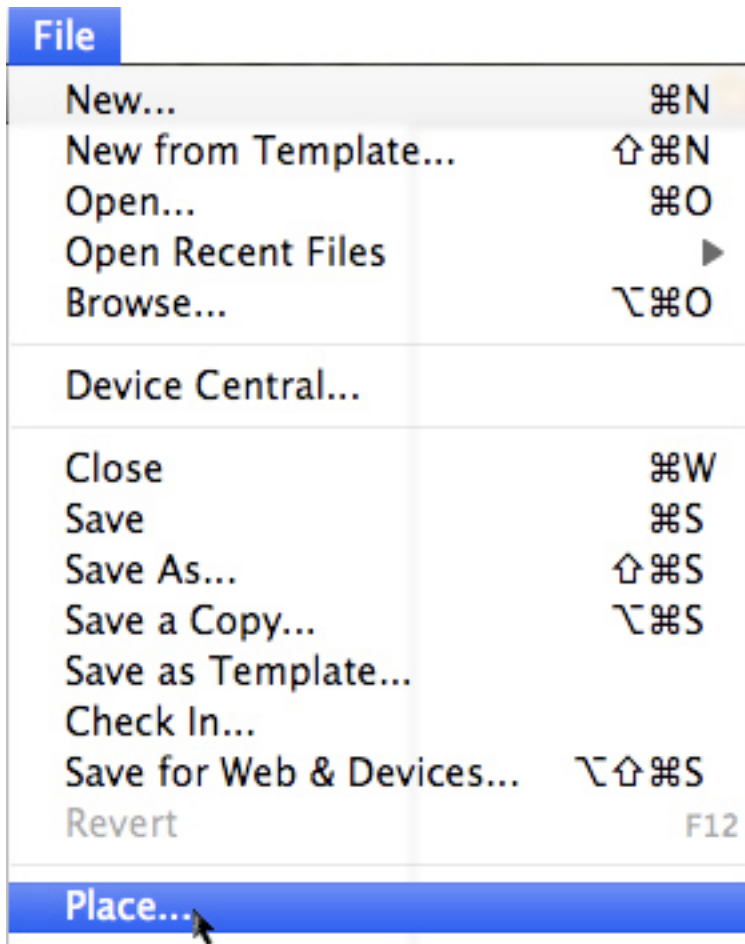 File
New... ⌘N
New from Template... ⇧⌘N
Open... ⌘O
Open Recent Files ▶
Browse... ⌥⌘O
Device Central...
Close ⌘W
Save ⌘S
Save As... ⇧⌘S
Save a Copy... ⌥⌘S
Save as Template...
Check In...
Save for Web & Devices... ⌥⇧⌘S
Revert F12
Place...